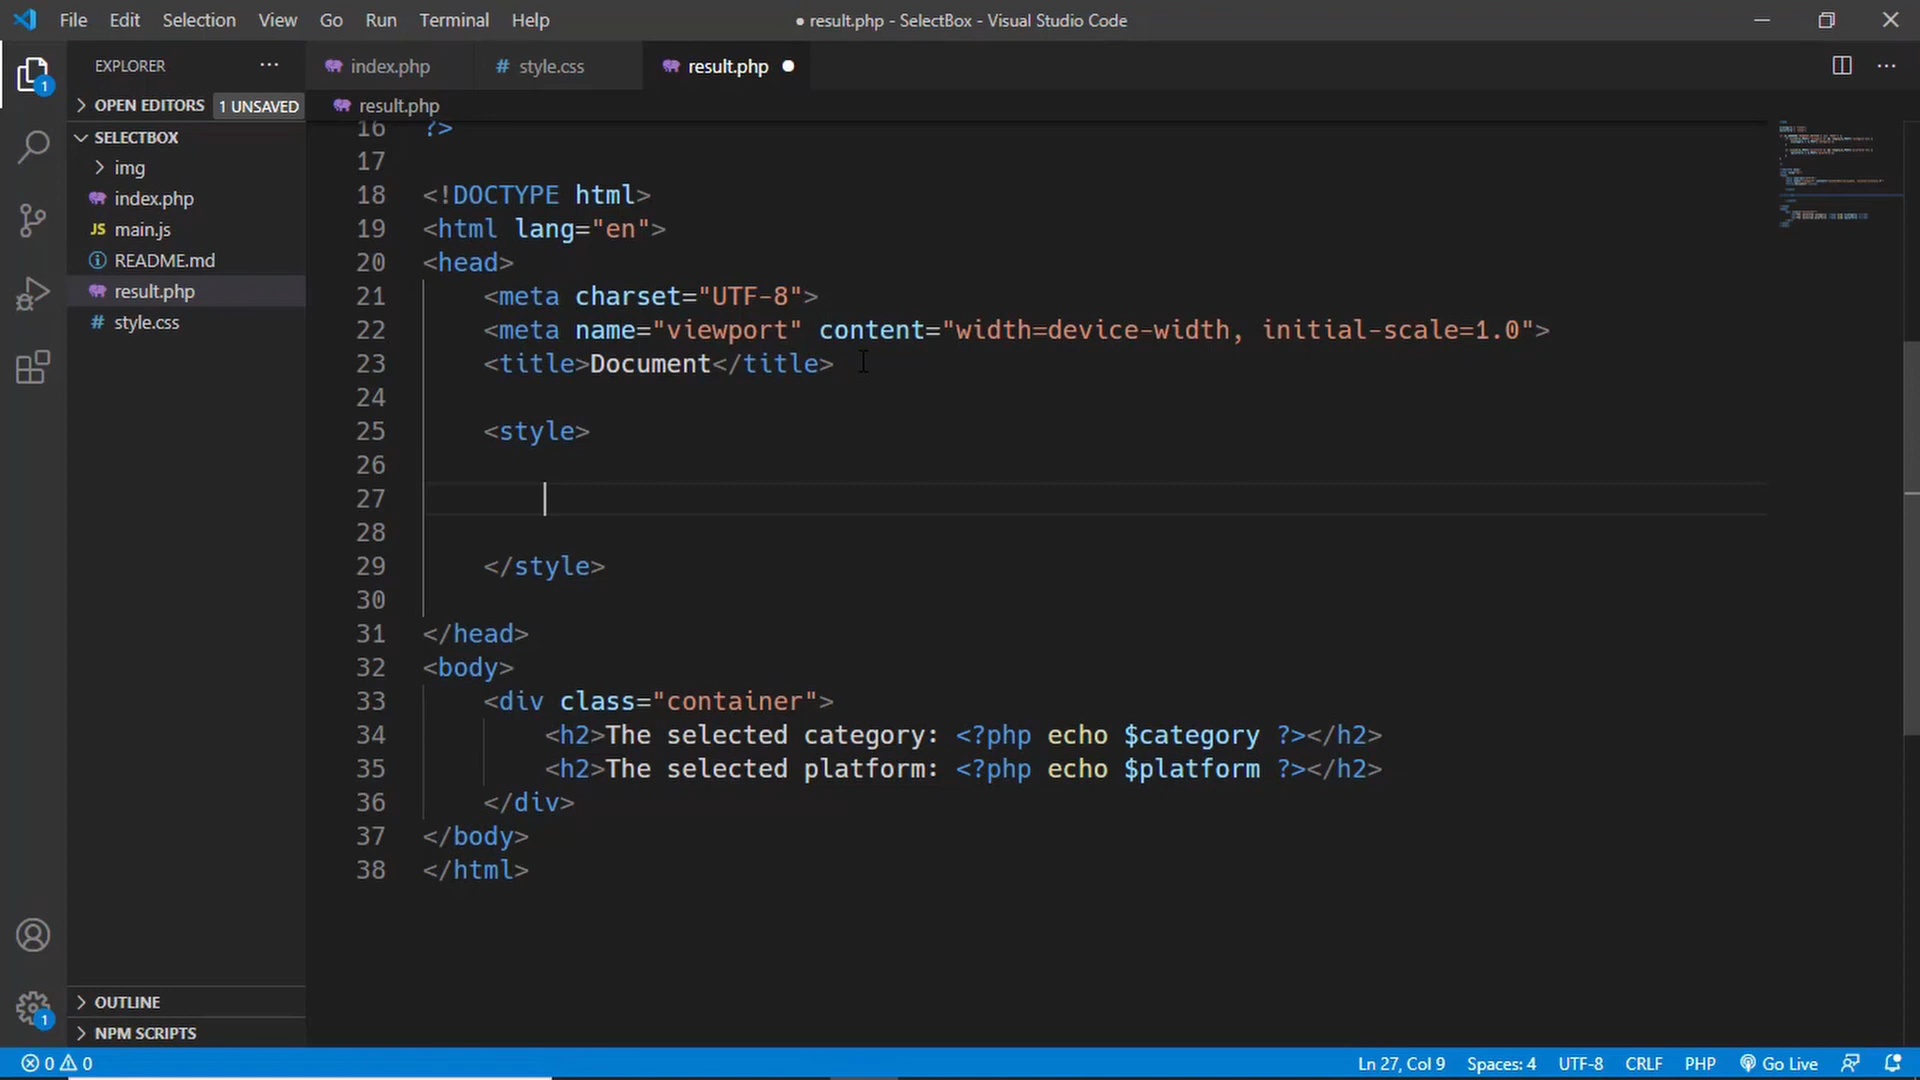 File Edit Selection View Go Run Terminal Help
● result.php - SelectBox - Visual Studio Code
EXPLORER ···
index.php
# style.css
result.php ●
OPEN EDITORS 1 UNSAVED
result.php
SELECTBOX
img
index.php
JS main.js
README.md
result.php
# style.css
16 ?>
17
18 <!DOCTYPE html>
19 <html lang="en">
20 <head>
21 <meta charset="UTF-8">
22 <meta name="viewport" content="width=device-width, initial-scale=1.0">
23 <title>Document</title>
24
25 <style>
26
27
28
29 </style>
30
31 </head>
32 <body>
33 <div class="container">
34 <h2>The selected category: <?php echo $category ?></h2>
35 <h2>The selected platform: <?php echo $platform ?></h2>
36 </div>
37 </body>
38 </html>
1
1
OUTLINE
NPM SCRIPTS
0 0
Ln 27, Col 9 Spaces: 4 UTF-8 CRLF PHP Go Live